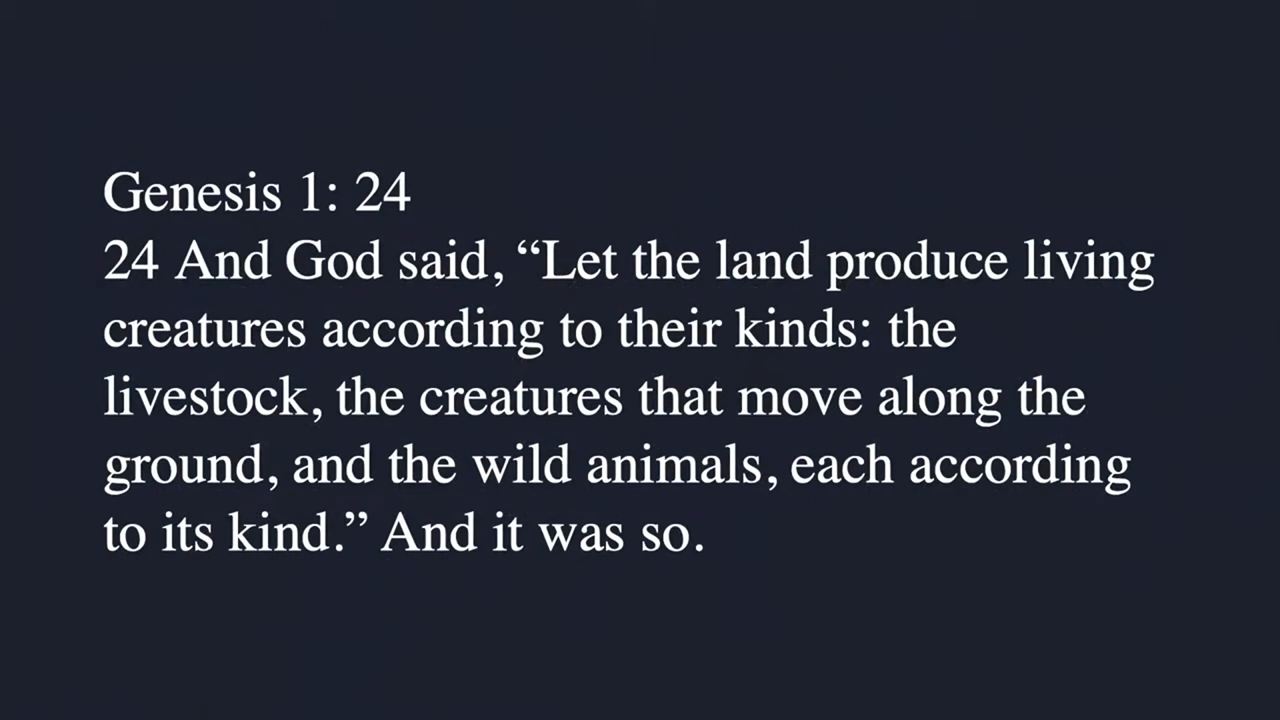 Genesis 1: 24
24 And God said, “Let the land produce living
creatures according to their kinds: the
livestock, the creatures that move along the
ground, and the wild animals, each according
to its kind.” And it was so.